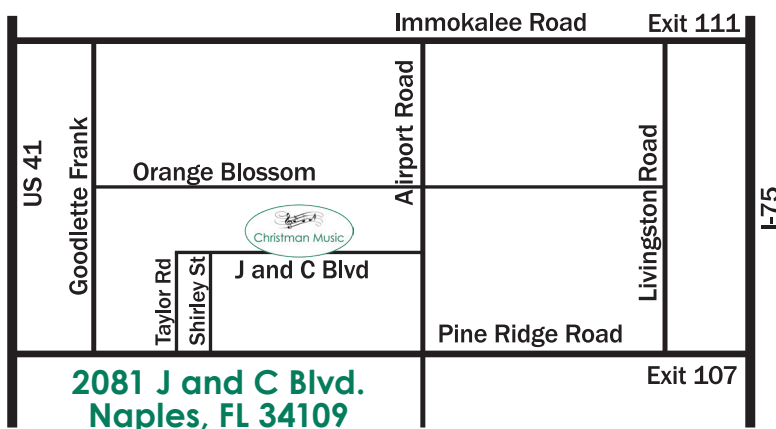 Immokalee Road
Exit 111
US 41
Goodlette Frank
Airport Road
Livingston Road
I-75
Orange Blossom
Christman Music
J and C Blvd
Taylor Rd
Shirley St
Pine Ridge Road
Exit 107
2081 J and C Blvd.
Naples, FL 34109